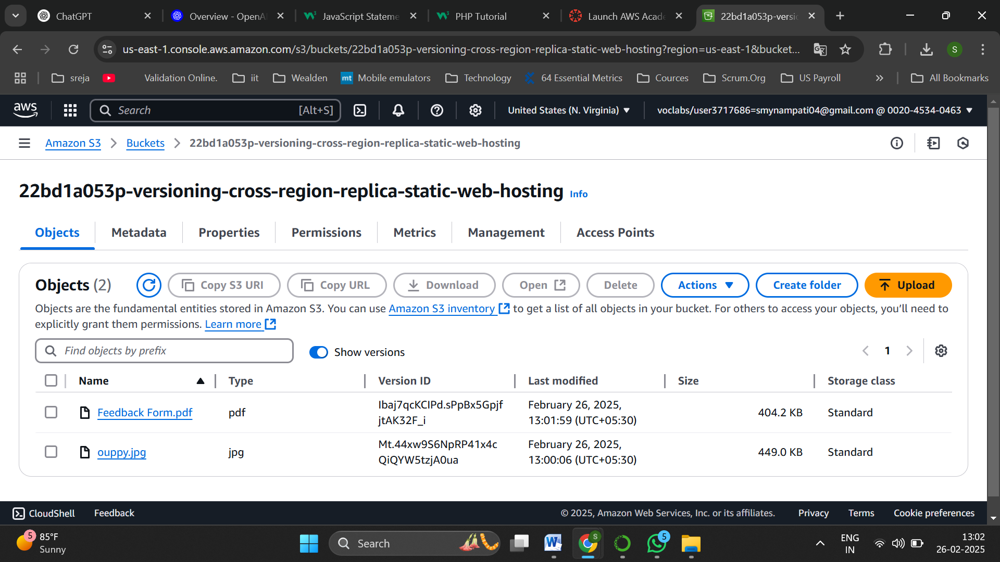 ChatGPT
Overview - OpenA
JavaScript Stateme
PHP Tutorial
Launch AWS Acade
22bd1a053p-versi
us-east-1.console.aws.amazon.com/s3/buckets/22bd1a053p-versioning-cross-region-replica-static-web-hosting?region=us-east-1&bucket...
S
sreja
Validation Online.
iit
Wealden
mt Mobile emulators
Technology
64 Essential Metrics
Cources
Scrum.Org
US Payroll
All Bookmarks
aws
Search [Alt+S]
United States (N. Virginia)
voclabs/user3717686=smynampati04@gmail.com @ 0020-4534-0463
Amazon S3 > Buckets > 22bd1a053p-versioning-cross-region-replica-static-web-hosting
22bd1a053p-versioning-cross-region-replica-static-web-hosting Info
Objects Metadata Properties Permissions Metrics Management Access Points
Objects (2) Copy S3 URI Copy URL Download Open Delete Actions Create folder Upload
Objects are the fundamental entities stored in Amazon S3. You can use Amazon S3 inventory to get a list of all objects in your bucket. For others to access your objects, you’ll need to
explicitly grant them permissions. Learn more
Find objects by prefix Show versions 1
Name Type Version ID Last modified Size Storage class
Feedback Form.pdf pdf Ibaj7qcKCIPd.sPpBx5Gpjf February 26, 2025, 404.2 KB Standard
jtAK32F_i 13:01:59 (UTC+05:30)
ouppy.jpg jpg Mt.44xw9S6NpRP41x4c February 26, 2025, 449.0 KB Standard
QiQYW5tzjA0ua 13:00:06 (UTC+05:30)
CloudShell Feedback © 2025, Amazon Web Services, Inc. or its affiliates. Privacy Terms Cookie preferences
5 85°F
Sunny
Search
W
S
5
ENG
IN
13:02
26-02-2025